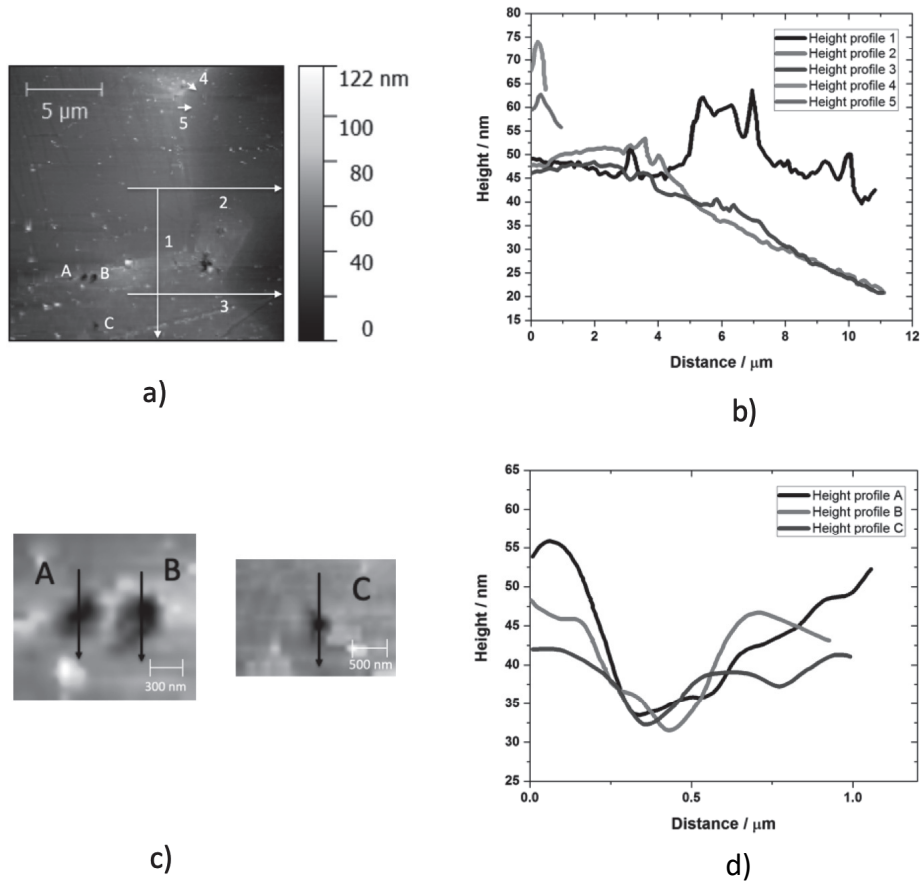 a)
4
5
5 µm
2
1
A
B
3
C
122 nm
100
80
60
40
20
0
b)
80
75
70
65
60
55
50
45
40
35
30
25
20
15
Height / nm
Height profile 1
Height profile 2
Height profile 3
Height profile 4
Height profile 5
0
2
4
6
8
10
12
Distance / µm
a)
b)
A
B
300 nm
C
500 nm
c)
65
60
55
50
45
40
35
30
25
Height / nm
Height profile A
Height profile B
Height profile C
0.0
0.5
1.0
Distance / µm
d)